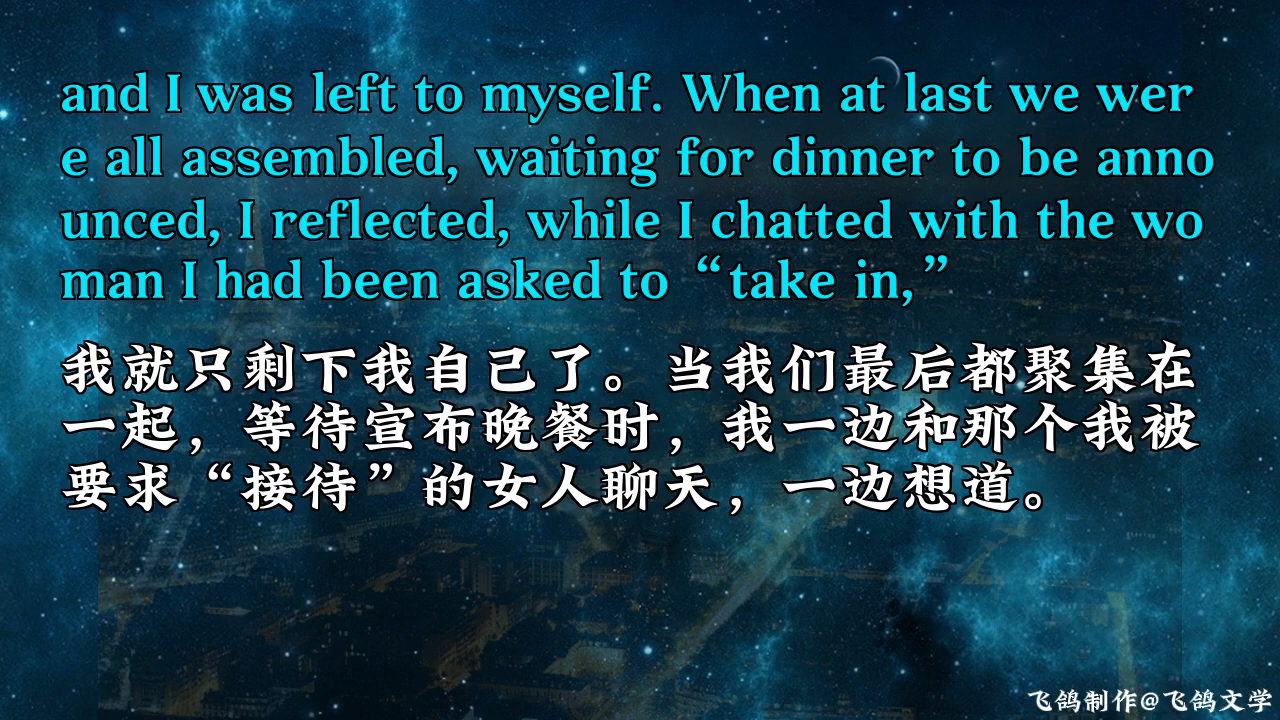 and I was left to myself. When at last we wer
e all assembled, waiting for dinner to be anno
unced, I reflected, while I chatted with the wo
man I had been asked to “take in,”
我就只剩下我自己了。当我们最后都聚集在
一起，等待宣布晚餐时，我一边和那个我被
要求“接待”的女人聊天，一边想道。
飞鸽制作@飞鸽文学